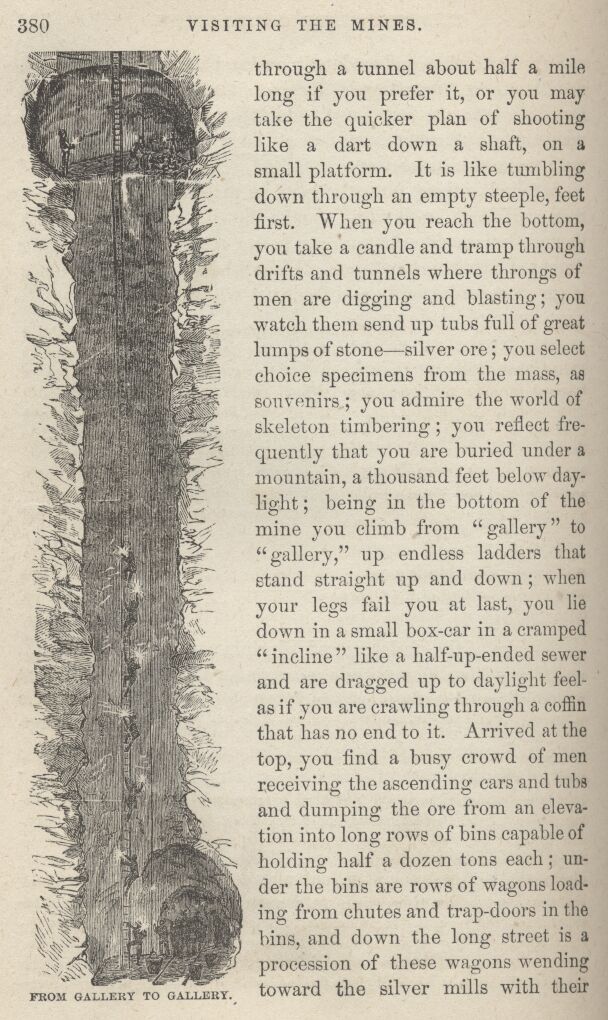 380
VISITING THE MINES.
through a tunnel about half a mile
long if you prefer it, or you may
take the quicker plan of shooting
like a dart down a shaft, on a
small platform. It is like tumbling
down through an empty steeple, feet
first. When you reach the bottom,
you take a candle and tramp through
drifts and tunnels where throngs of
men are digging and blasting; you
watch them send up tubs full of great
lumps of stone—silver ore; you select
choice specimens from the mass, as
souvenirs; you admire the world of
skeleton timbering; you reflect fre-
quently that you are buried under a
mountain, a thousand feet below day-
light; being in the bottom of the
mine you climb from “gallery” to
“gallery,” up endless ladders that
stand straight up and down; when
your legs fail you at last, you lie
down in a small box-car in a cramped
“incline” like a half-up-ended sewer
and are dragged up to daylight feel-
as if you are crawling through a coffin
that has no end to it. Arrived at the
top, you find a busy crowd of men
receiving the ascending cars and tubs
and dumping the ore from an eleva-
tion into long rows of bins capable of
holding half a dozen tons each; un-
der the bins are rows of wagons load-
ing from chutes and trap-doors in the
bins, and down the long street is a
procession of these wagons wending
toward the silver mills with their
FROM GALLERY TO GALLERY.